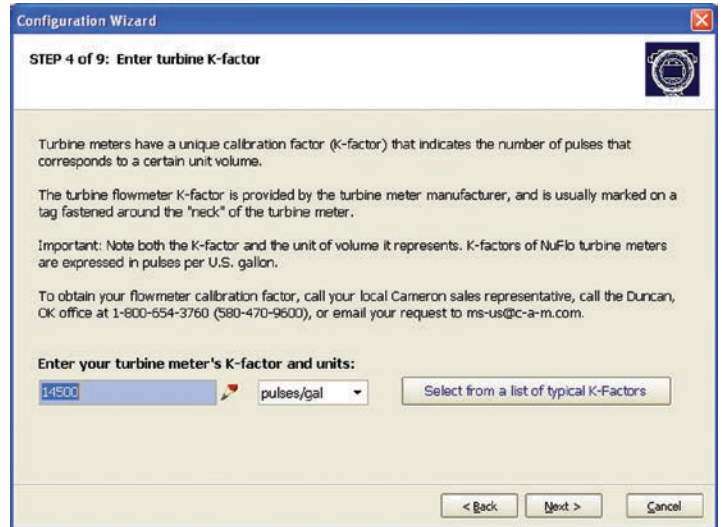 Configuration Wizard
STEP 4 of 9: Enter turbine K-factor
Turbine meters have a unique calibration factor (K-factor) that indicates the number of pulses that
corresponds to a certain unit volume.
The turbine flowmeter K-factor is provided by the turbine meter manufacturer, and is usually marked on a
tag fastened around the "neck" of the turbine meter.
Important: Note both the K-factor and the unit of volume it represents. K-factors of NuFlo turbine meters
are expressed in pulses per U.S. gallon.
To obtain your flowmeter calibration factor, call your local Cameron sales representative, call the Duncan,
OK office at 1-800-654-3760 (580-470-9600), or email your request to ms-us@c-a-m.com.
Enter your turbine meter's K-factor and units:
14500 pulses/gal Select from a list of typical K-Factors
< Back Next > Cancel